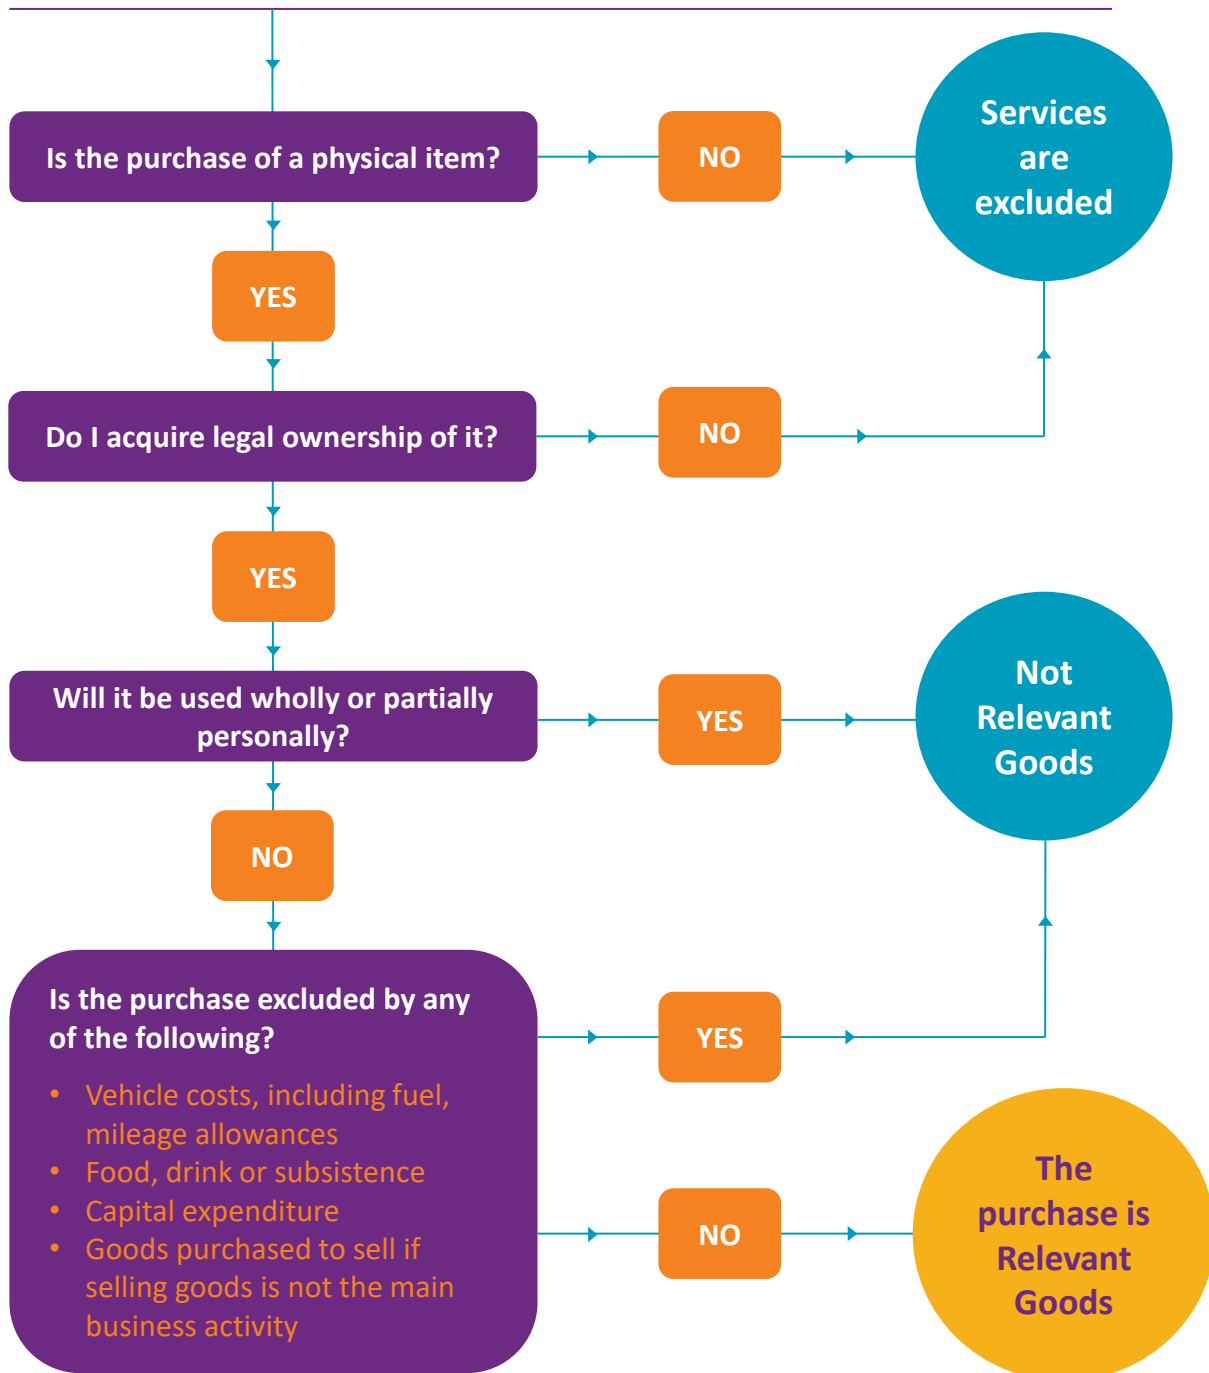 Is the purchase of a physical item?
NO
Services
are
excluded
YES
Do I acquire legal ownership of it?
NO
YES
Will it be used wholly or partially
personally?
YES
Not
Relevant
Goods
NO
Is the purchase excluded by any
of the following?
• Vehicle costs, including fuel,
mileage allowances
• Food, drink or subsistence
• Capital expenditure
• Goods purchased to sell if
selling goods is not the main
business activity
YES
NO
The
purchase is
Relevant
Goods